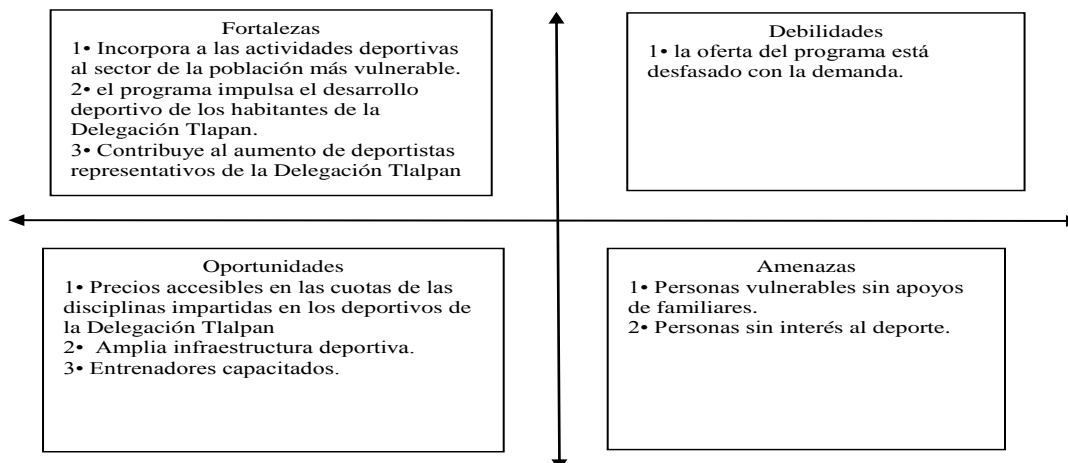 Fortalezas
1• Incorpora a las actividades deportivas
al sector de la población más vulnerable.
2• el programa impulsa el desarrollo
deportivo de los habitantes de la
Delegación Tlapan.
3• Contribuye al aumento de deportistas
representativos de la Delegación Tlalpan
Debilidades
1• la oferta del programa está
desfasado con la demanda.
Oportunidades
1• Precios accesibles en las cuotas de las
disciplinas impartidas en los deportivos de
la Delegación Tlalpan
2• Amplia infraestructura deportiva.
3• Entrenadores capacitados.
Amenazas
1• Personas vulnerables sin apoyos
de familiares.
2• Personas sin interés al deporte.